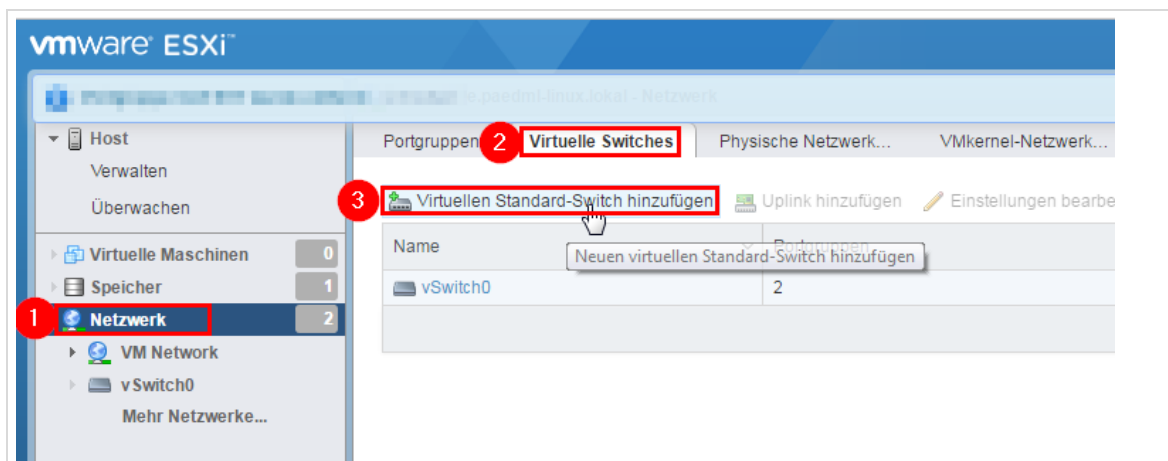 vmware ESXi™
e.paedml-linux.lokal - Netzwerk
Host
Verwalten
Überwachen
Virtuelle Maschinen 0
Speicher 1
1 Netzwerk 2
VM Network
vSwitch0
Mehr Netzwerke...
Portgruppen 2 Virtuelle Switches Physische Netzwerk... VMkernel-Netzwerk...
3 Virtuellen Standard-Switch hinzufügen Uplink hinzufügen Einstellungen bearbe
Name Portgruppen
Neuen virtuellen Standard-Switch hinzufügen
vSwitch0 2